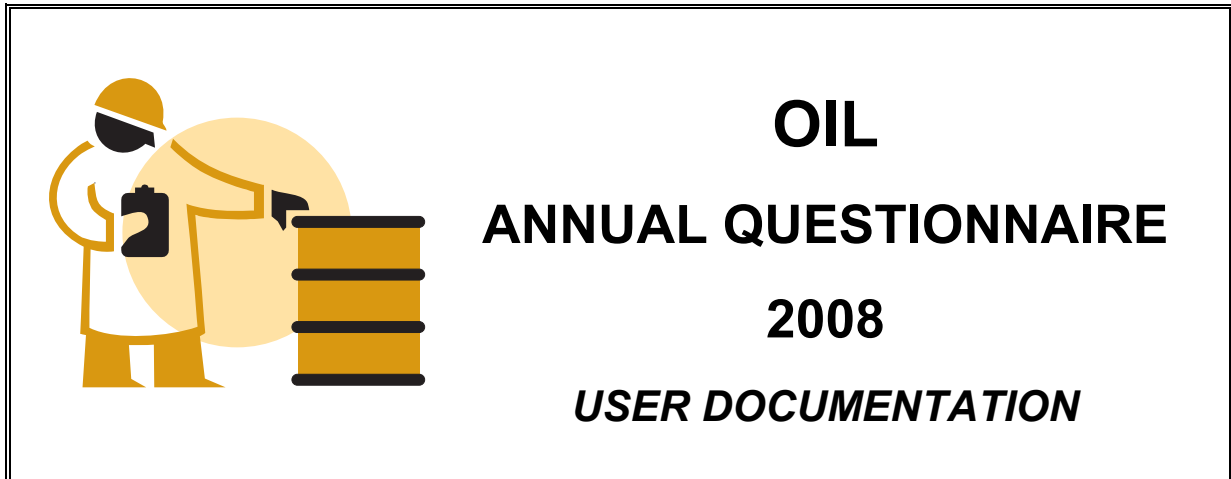 OIL
ANNUAL QUESTIONNAIRE
2008
USER DOCUMENTATION